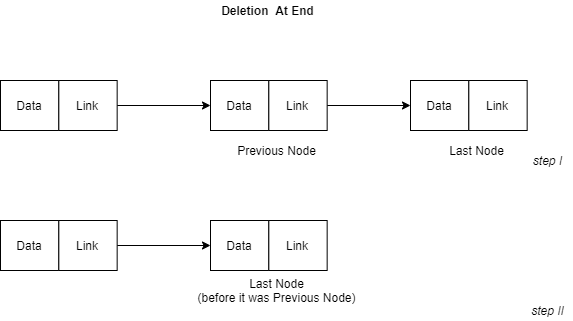 Deletion At End
Data Link Data Link Data Link
Previous Node Last Node
step I
Data Link Data Link
Last Node
(before it was Previous Node)
step II